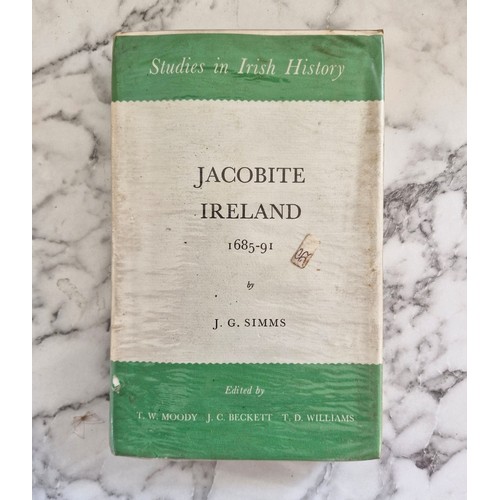 Studies in Irish History
JACOBITE
IRELAND
1685-91
by
J. G. SIMMS
Edited by
T. W. MOODY J. C. BECKETT T. D. WILLIAMS